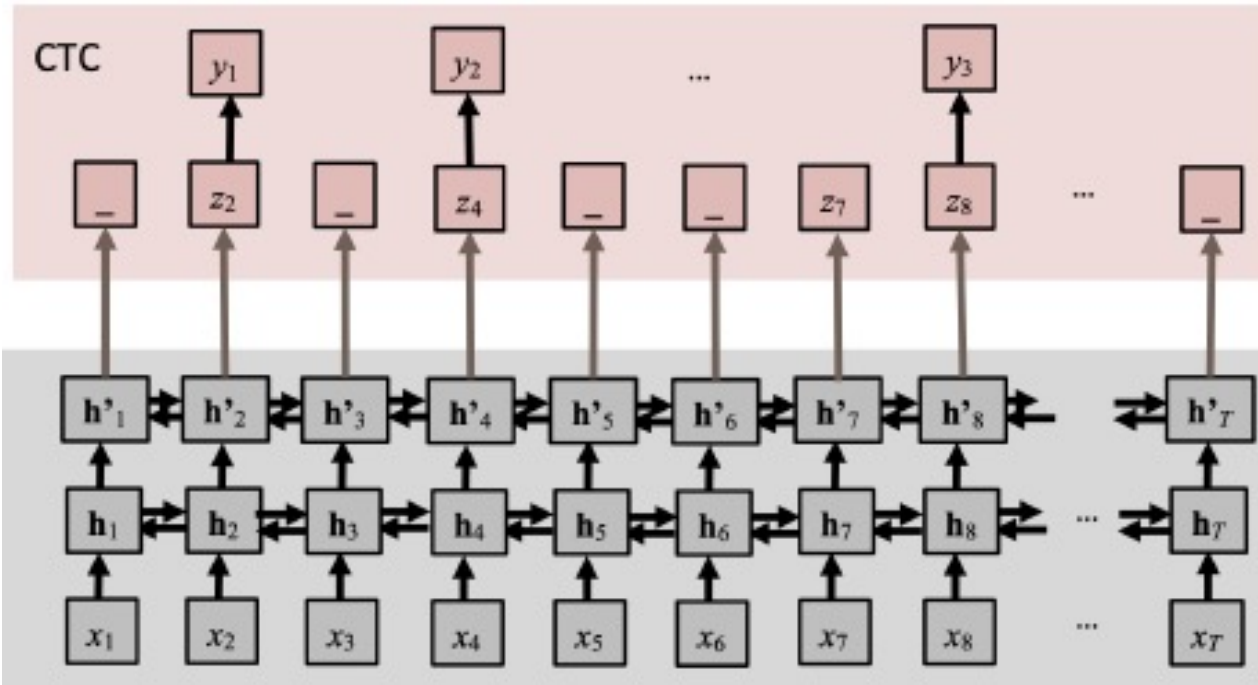 CTC
y₁ y₂ ... y₃
_ z₂ _ z₄ _ _ z₇ z₈ ... _
h'₁ h'₂ h'₃ h'₄ h'₅ h'₆ h'₇ h'₈ h'T
h₁ h₂ h₃ h₄ h₅ h₆ h₇ h₈ ... hT
x₁ x₂ x₃ x₄ x₅ x₆ x₇ x₈ ... xT